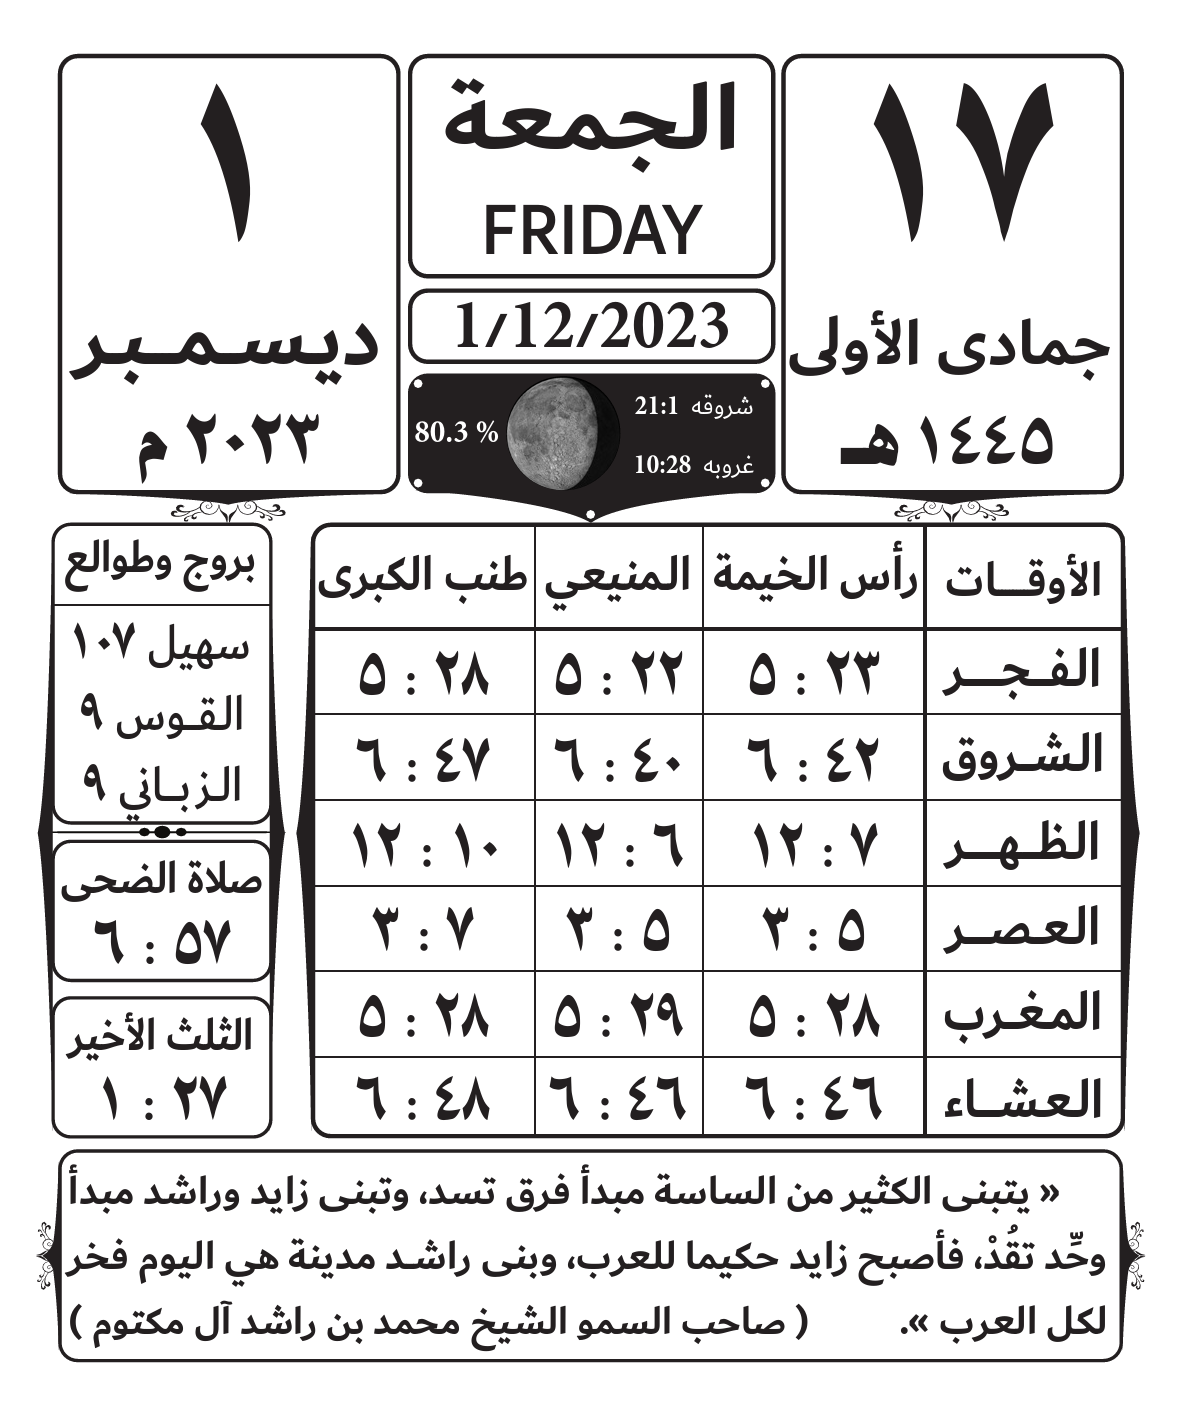 ١٧
جمادى الأولى
١٤٤٥ هـ
الجمعة
FRIDAY
1/12/2023
شروقه 21:1
غروبه 10:28
80.3 %
١
ديسمبر
٢٠٢٣ م
الأوقات رأس الخيمة المنيعي طنب الكبرى
الفجر ٢٣ : ٥ ٢٢ : ٥ ٢٨ : ٥
الشروق ٤٢ : ٦ ٤٠ : ٦ ٤٧ : ٦
الظهر ٧ : ١٢ ٦ : ١٢ ١٠ : ١٢
العصر ٥ : ٣ ٥ : ٣ ٧ : ٣
المغرب ٢٨ : ٥ ٢٩ : ٥ ٢٨ : ٥
العشاء ٤٦ : ٦ ٤٦ : ٦ ٤٨ : ٦
بروج وطوالع
سهيل ١٠٧
القوس ٩
الزباني ٩
صلاة الضحى
٥٧ : ٦
الثلث الأخير
٢٧ : ١
« يتبنى الكثير من الساسة مبدأ فرق تسد، وتبنى زايد وراشد مبدأ
وحِّد تقُدْ، فأصبح زايد حكيما للعرب، وبنى راشد مدينة هي اليوم فخر
لكل العرب ». ( صاحب السمو الشيخ محمد بن راشد آل مكتوم )